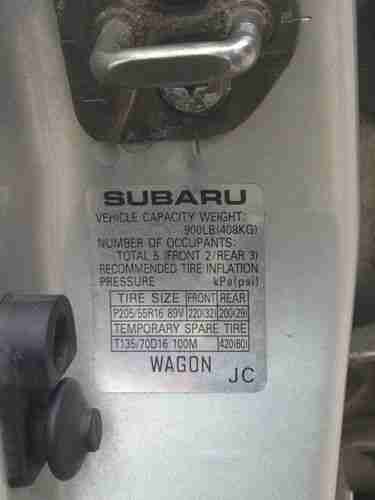 SUBARU
VEHICLE CAPACITY WEIGHT:
900LB(408KG)
NUMBER OF OCCUPANTS:
TOTAL 5 (FRONT 2/REAR 3)
RECOMMENDED TIRE INFLATION
PRESSURE kPa(psi)
TIRE SIZE FRONT REAR
P205/55R16 89V 220(32) 200(29)
TEMPORARY SPARE TIRE
T135/70D16 100M 420(60)
WAGON
JC